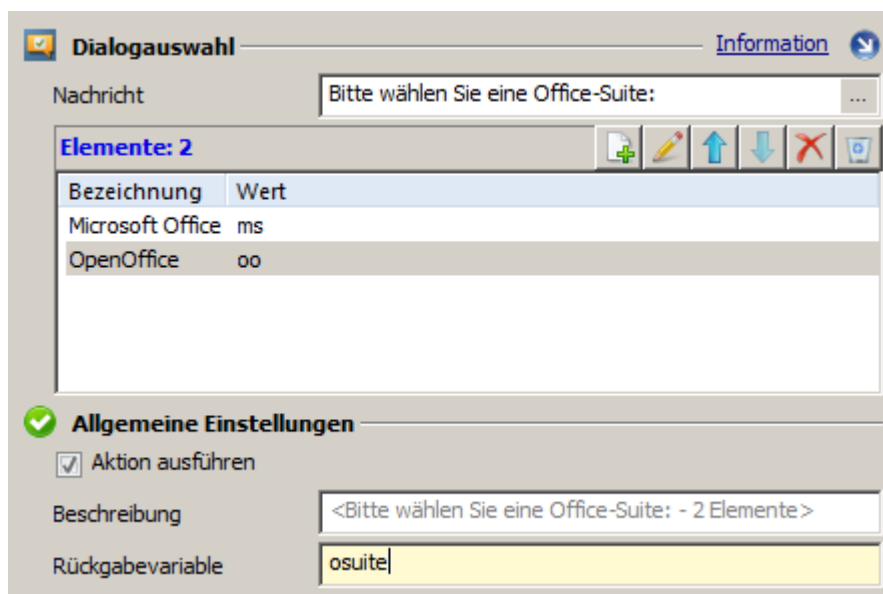 Dialogauswahl Information
Nachricht Bitte wählen Sie eine Office-Suite: ...
Elemente: 2
Bezeichnung Wert
Microsoft Office ms
OpenOffice oo
Allgemeine Einstellungen
Aktion ausführen
Beschreibung <Bitte wählen Sie eine Office-Suite: - 2 Elemente>
Rückgabevariable osuite